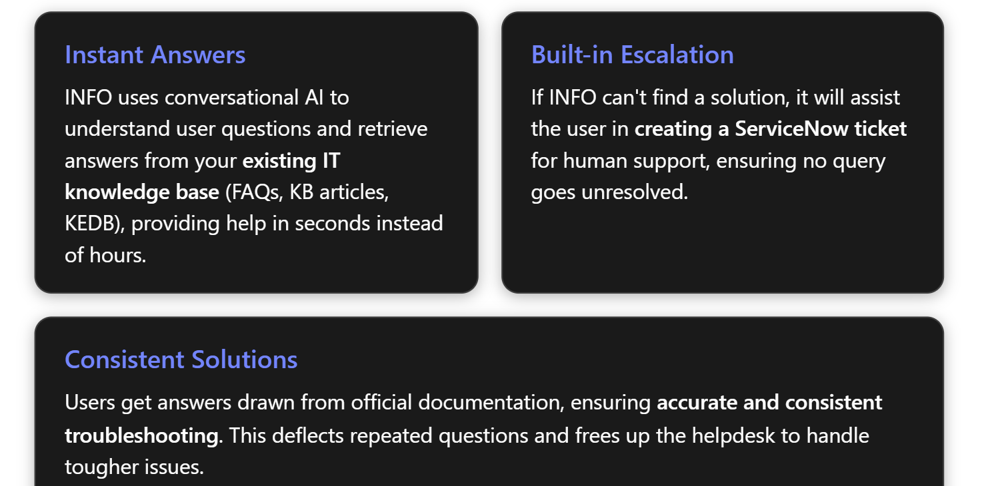 Instant Answers
INFO uses conversational AI to
understand user questions and retrieve
answers from your existing IT
knowledge base (FAQs, KB articles,
KEDB), providing help in seconds instead
of hours.
Built-in Escalation
If INFO can't find a solution, it will assist
the user in creating a ServiceNow ticket
for human support, ensuring no query
goes unresolved.
Consistent Solutions
Users get answers drawn from official documentation, ensuring accurate and consistent
troubleshooting. This deflects repeated questions and frees up the helpdesk to handle
tougher issues.